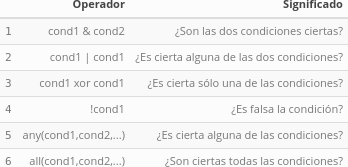 Operador Significado
1 cond1 & cond2 ¿Son las dos condiciones ciertas?
2 cond1 | cond1 ¿Es cierta alguna de las dos condiciones?
3 cond1 xor cond1 ¿Es cierta sólo una de las condiciones?
4 !cond1 ¿Es falsa la condición?
5 any(cond1,cond2,...) ¿Es cierta alguna de las condiciones?
6 all(cond1,cond2,...) ¿Son ciertas todas las condiciones?